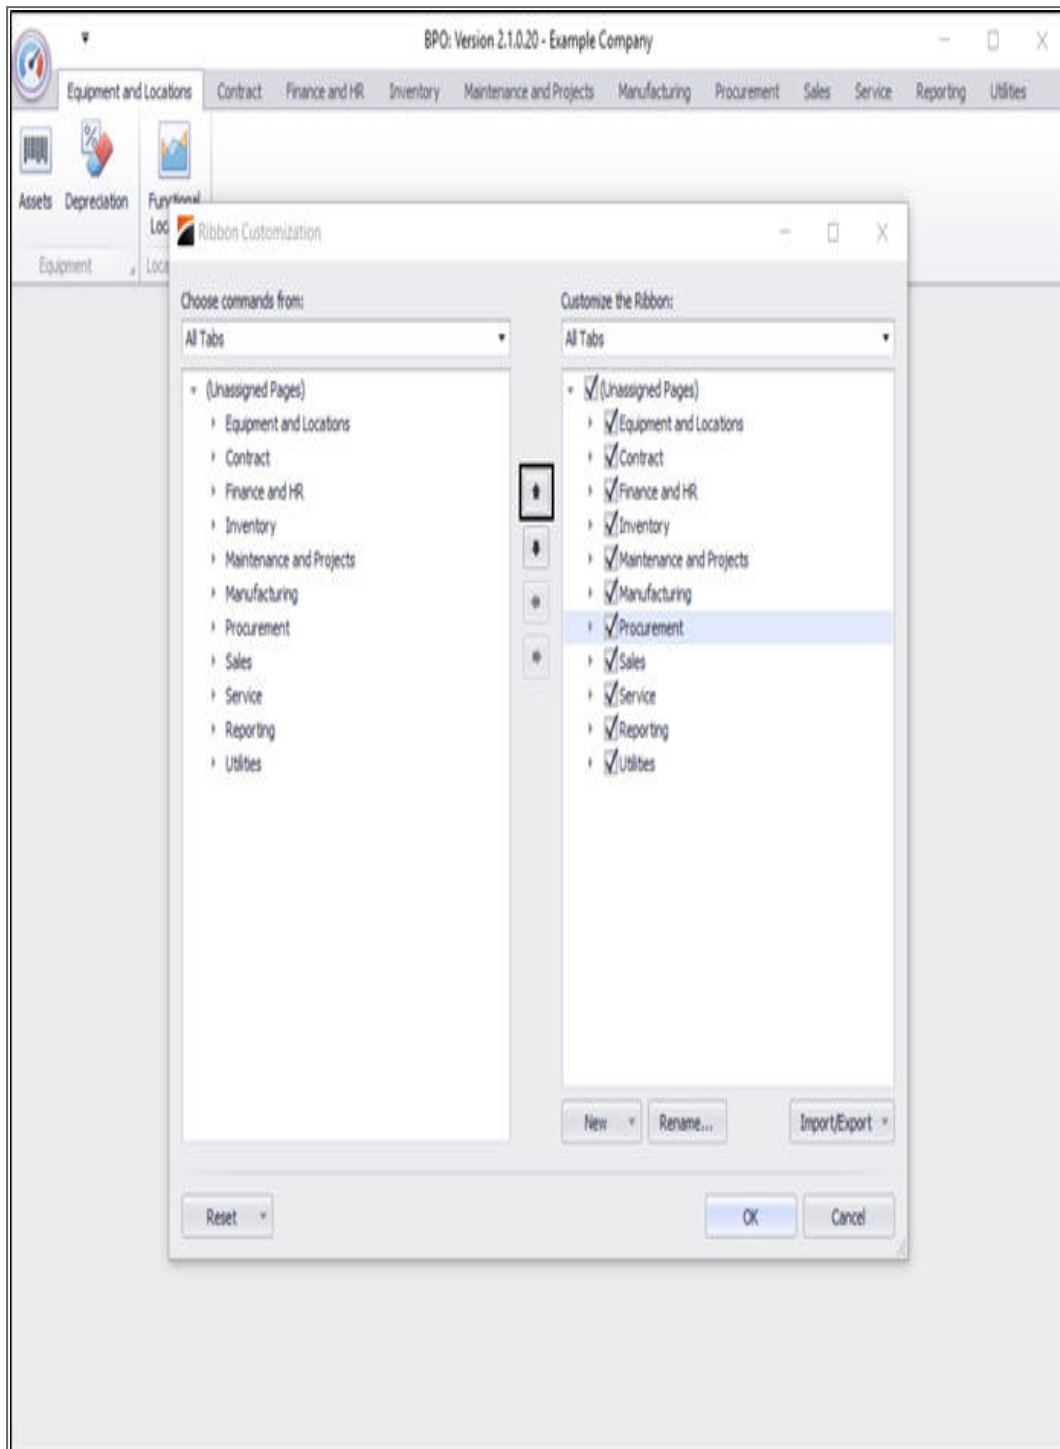 BPO: Version 2.1.0.20 - Example Company
Equipment and Locations Contract Finance and HR Inventory Maintenance and Projects Manufacturing Procurement Sales Service Reporting Utilities
Assets Depreciation Functional
Loc
Equipment Loca
Ribbon Customization
Choose commands from: Customize the Ribbon:
All Tabs All Tabs
(Unassigned Pages) (Unassigned Pages)
Equipment and Locations Equipment and Locations
Contract Contract
Finance and HR Finance and HR
Inventory Inventory
Maintenance and Projects Maintenance and Projects
Manufacturing Manufacturing
Procurement Procurement
Sales Sales
Service Service
Reporting Reporting
Utilities Utilities
New Rename... Import/Export
Reset OK Cancel